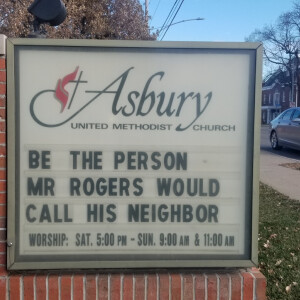 Asbury
UNITED METHODIST CHURCH
BE THE PERSON
MR ROGERS WOULD
CALL HIS NEIGHBOR
WORSHIP: SAT. 5:00 PM - SUN. 9:00 AM & 11:00 AM